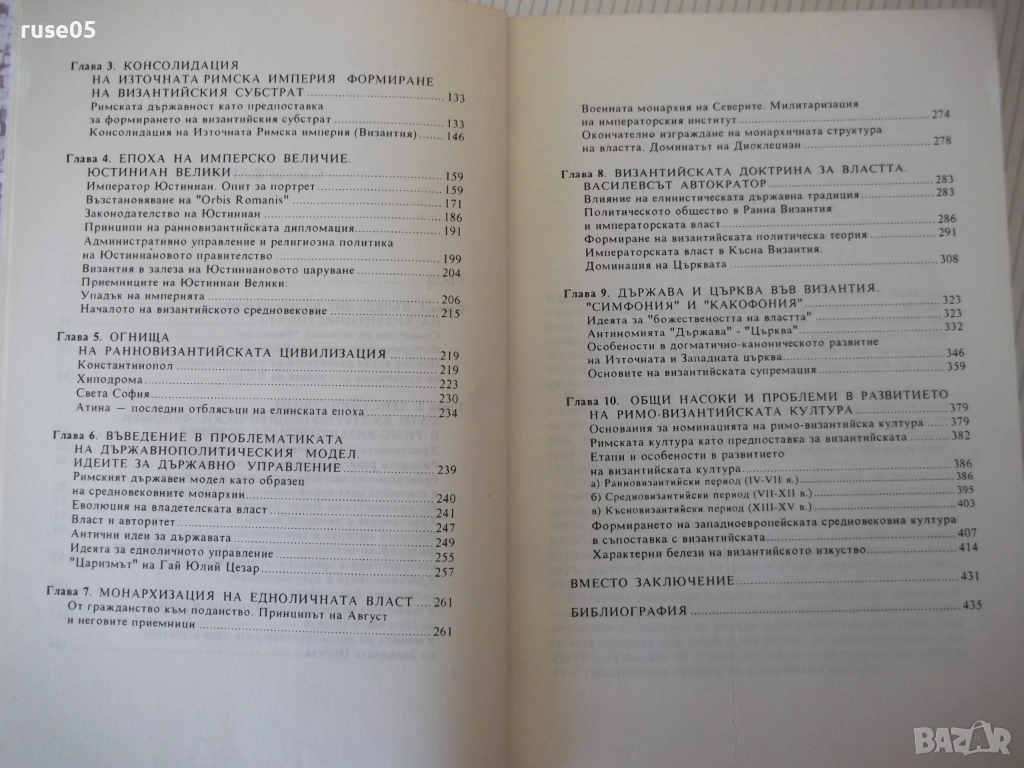 ruse05
Глава 3. КОНСОЛИДАЦИЯ
НА ИЗТОЧНАТА РИМСКА ИМПЕРИЯ ФОРМИРАНЕ
НА ВИЗАНТИЙСКИЯ СУБСТРАТ 133
Римската държавност като предпоставка
за формирането на византийския субстрат 133
Консолидация на Източната Римска империя (Византия) 146
Глава 4. ЕПОХА НА ИМПЕРСКО ВЕЛИЧИЕ.
ЮСТИНИАН ВЕЛИКИ 159
Император Юстиниан. Опит за портрет 159
Възстановяване на "Orbis Romanis" 171
Законодателство на Юстиниан 186
Принципи на ранновизантийската дипломация 191
Административно управление и религиозна политика
на Юстиниановото правителство 199
Византия в залеза на Юстиниановото царуване 204
Приемниците на Юстиниан Велики.
Упадък на империята 206
Началото на византийското средновековие 215
Глава 5. ОГНИЩА
НА РАННОВИЗАНТИЙСКАТА ЦИВИЛИЗАЦИЯ 219
Константинопол 219
Хиподрома 223
Света София 230
Атина — последни отблясъци на елинската епоха 234
Глава 6. ВЪВЕДЕНИЕ В ПРОБЛЕМАТИКАТА
НА ДЪРЖАВНОПОЛИТИЧЕСКИЯ МОДЕЛ.
ИДЕИТЕ ЗА ДЪРЖАВНО УПРАВЛЕНИЕ 239
Римският държавен модел като образец
на средновековните монархии 240
Еволюция на владетелската власт 241
Власт и авторитет 247
Антични идеи за държавата 249
Идеята за едноличното управление 255
"Царизмът" на Гай Юлий Цезар 257
Глава 7. МОНАРХИЗАЦИЯ НА ЕДНОЛИЧНАТА ВЛАСТ 261
От гражданство към поданство. Принципът на Август
и неговите приемници 261
Военната монархия на Северите. Милитаризация
на императорския институт 274
Окончателно изграждане на монархичната структура
на властта. Доминатът на Диоклециан 278
Глава 8. ВИЗАНТИЙСКАТА ДОКТРИНА ЗА ВЛАСТТА.
ВАСИЛЕВСЪТ АВТОКРАТОР 283
Влияние на елинистическата държавна традиция 283
Политическото общество в Ранна Византия
и императорската власт 286
Формиране на византийската политическа теория 291
Императорската власт в Късна Византия.
Доминация на Църквата 308
Глава 9. ДЪРЖАВА И ЦЪРКВА ВЪВ ВИЗАНТИЯ.
"СИМФОНИЯ" И "КАКОФОНИЯ" 323
Идеята за "божествеността на властта" 323
Антиномията "Държава" - "Църква" 332
Особености в догматично-каноническото развитие
на Източната и Западната църква 346
Основите на византийската супремация 359
Глава 10. ОБЩИ НАСОКИ И ПРОБЛЕМИ В РАЗВИТИЕТО
НА РИМО-ВИЗАНТИЙСКАТА КУЛТУРА 379
Основания за номинацията на римо-византийска култура 379
Римската култура като предпоставка за византийската 382
Етапи и особености в развитието
на византийската култура 386
а) Ранновизантийски период (IV-VII в.) 386
б) Средновизантийски период (VII-XII в.) 395
в) Късновизантийски период (XIII-XV в.) 403
Формирането на западноевропейската средновековна култура
в съпоставка с византийската 407
Характерни белези на византийското изкуство 414
ВМЕСТО ЗАКЛЮЧЕНИЕ 431
БИБЛИОГРАФИЯ 435
BAZAR